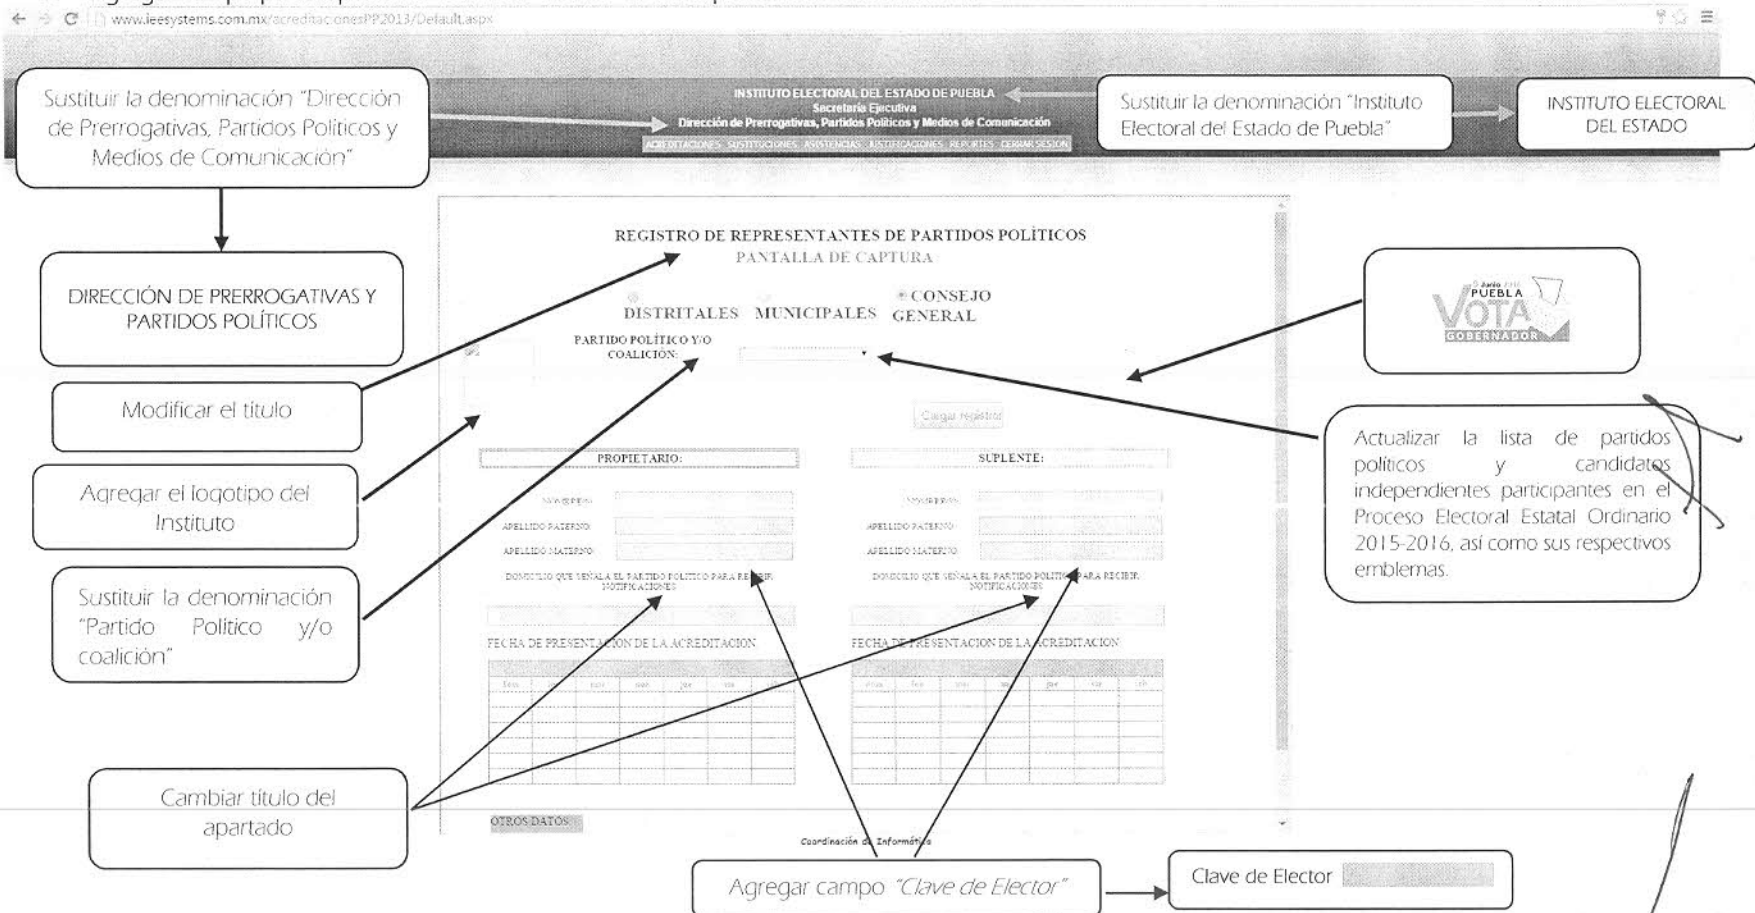 www.ieesystems.com.mx/acreditacionesPP2013/Default.aspx
Sustituir la denominación "Dirección
de Prerrogativas, Partidos Políticos y
Medios de Comunicación"
INSTITUTO ELECTORAL DEL ESTADO DE PUEBLA
Secretaría Ejecutiva
Dirección de Prerrogativas, Partidos Políticos y Medios de Comunicación
ACREDITACIONES SUSTITUCIONES ASISTENCIAS JUSTIFICACIONES REPORTES CERRAR SESION
Sustituir la denominación "Instituto
Electoral del Estado de Puebla"
INSTITUTO ELECTORAL
DEL ESTADO
DIRECCIÓN DE PRERROGATIVAS Y
PARTIDOS POLÍTICOS
Modificar el título
Agregar el logotipo del
Instituto
Sustituir la denominación
"Partido Político y/o
coalición"
Cambiar título del
apartado
REGISTRO DE REPRESENTANTES DE PARTIDOS POLÍTICOS
PANTALLA DE CAPTURA
DISTRITALES MUNICIPALES CONSEJO
GENERAL
PARTIDO POLÍTICO Y/O
COALICIÓN:
Cargar registros
PROPIETARIO:
SUPLENTE:
APELLIDO PATERNO:
APELLIDO MATERNO:
DOMICILIO QUE SEÑALA EL PARTIDO POLITICO PARA RECIBIR
NOTIFICACIONES
FECHA DE PRESENTACION DE LA ACREDITACION
APELLIDO PATERNO:
APELLIDO MATERNO:
DOMICILIO QUE SEÑALA EL PARTIDO POLITICO PARA RECIBIR
NOTIFICACIONES
FECHA DE PRESENTACION DE LA ACREDITACION
OTROS DATOS
Coordinación de Informática
PUEBLA
VOTA
GOBERNADOR
Actualizar la lista de partidos
políticos y candidatos
independientes participantes en el
Proceso Electoral Estatal Ordinario
2015-2016, así como sus respectivos
emblemas.
Agregar campo "Clave de Elector"
Clave de Elector